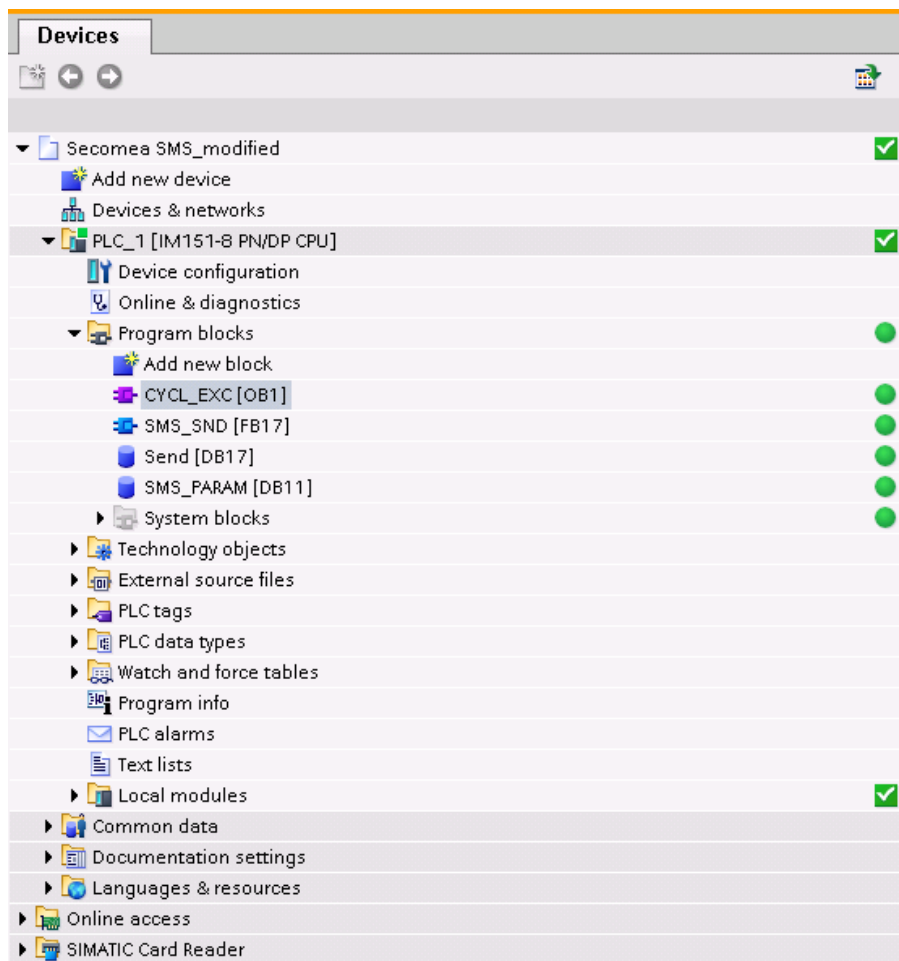 Devices
Secomea SMS_modified
Add new device
Devices & networks
PLC_1 [IM151-8 PN/DP CPU]
Device configuration
Online & diagnostics
Program blocks
Add new block
CYCL_EXC [OB1]
SMS_SND [FB17]
Send [DB17]
SMS_PARAM [DB11]
System blocks
Technology objects
External source files
PLC tags
PLC data types
Watch and force tables
Program info
PLC alarms
Text lists
Local modules
Common data
Documentation settings
Languages & resources
Online access
SIMATIC Card Reader